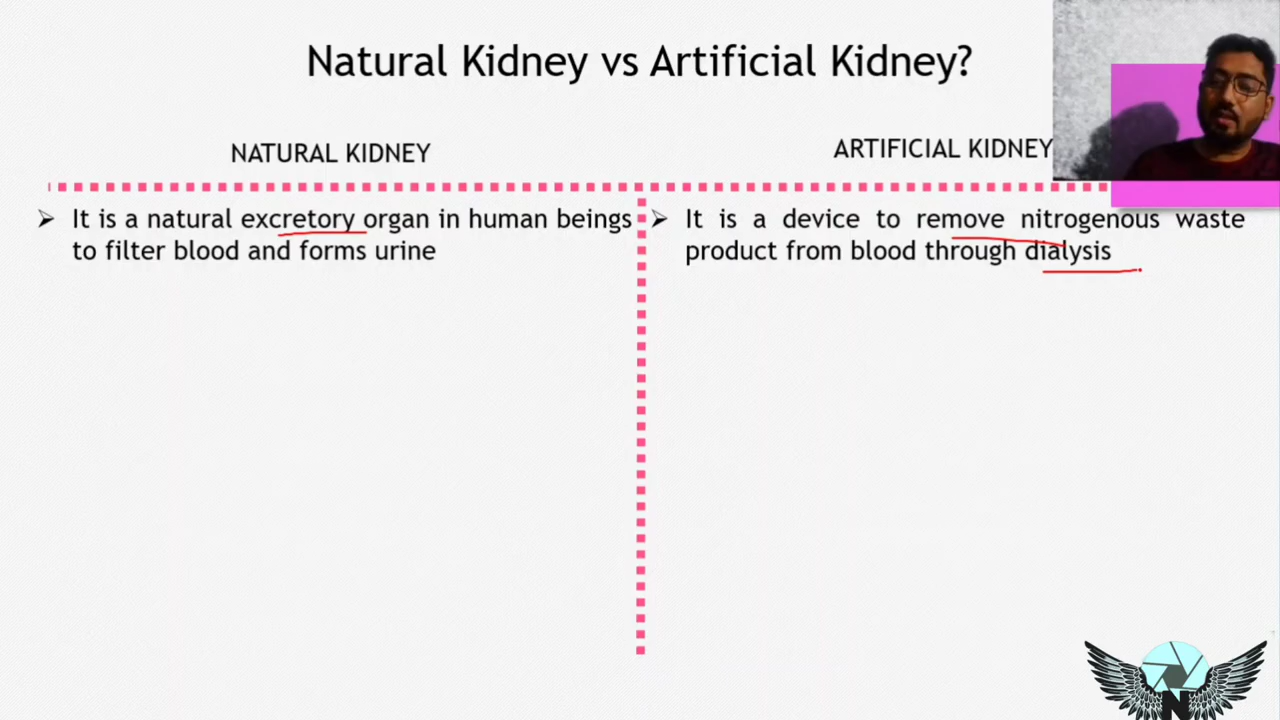 Natural Kidney vs Artificial Kidney?
NATURAL KIDNEY
ARTIFICIAL KIDNEY
➢ It is a natural excretory organ in human beings
to filter blood and forms urine
➢ It is a device to remove nitrogenous waste
product from blood through dialysis
N